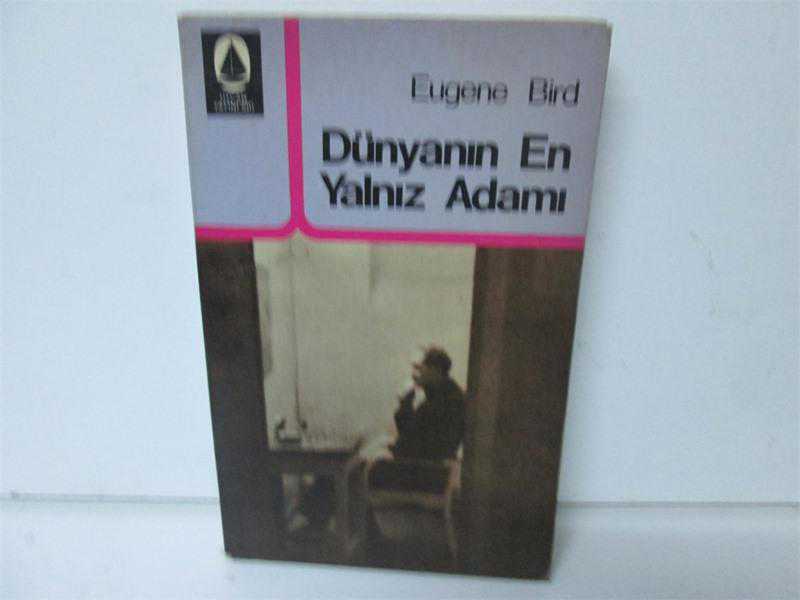 Eugene Bird
Dünyanın En
Yalnız Adamı